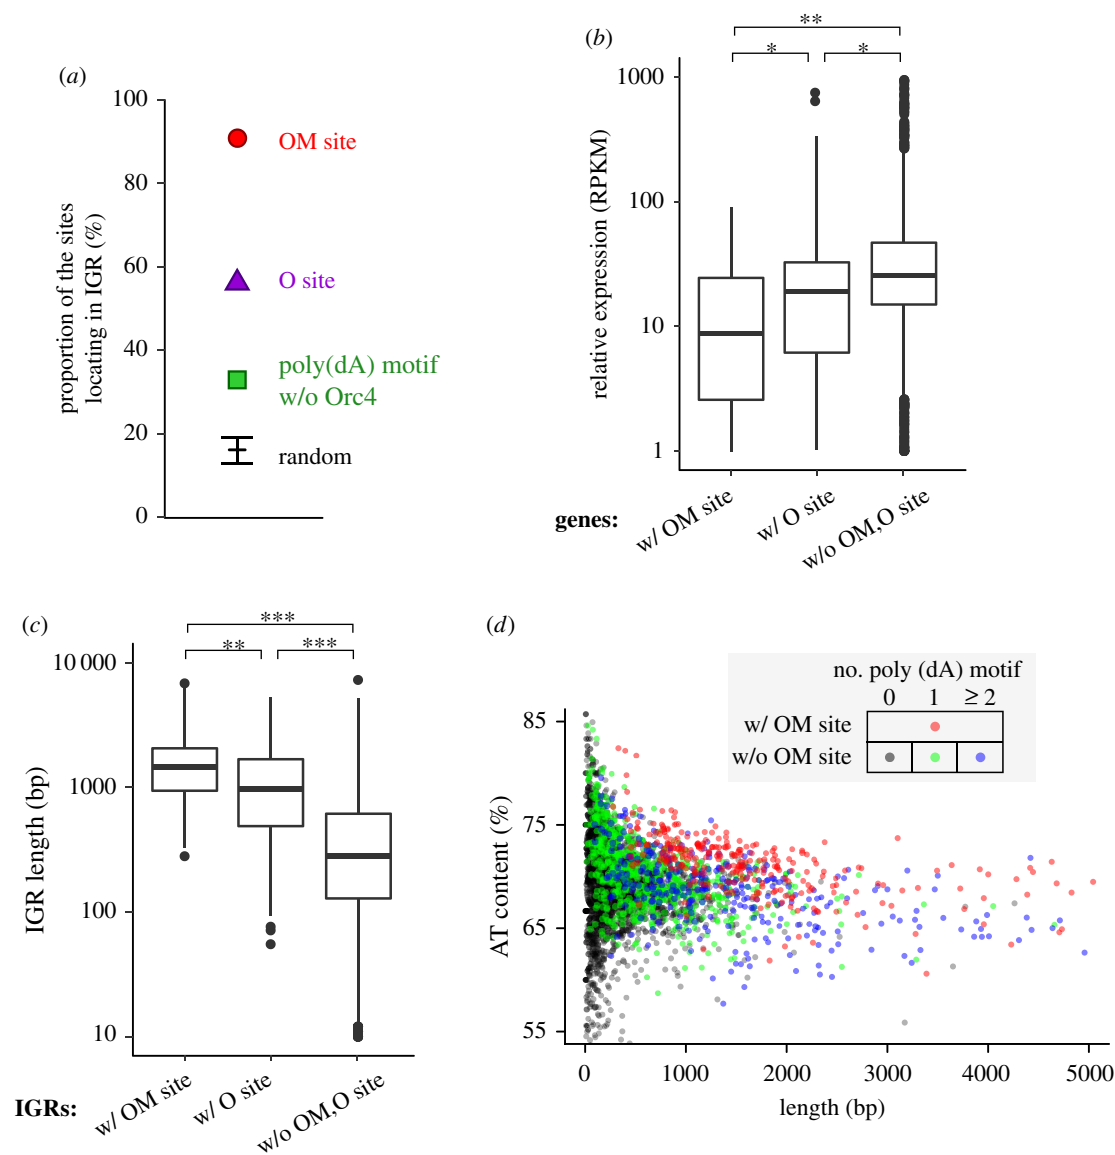 (a)
100
80
60
40
20
0
proportion of the sites
locating in IGR (%)
OM site
O site
poly(dA) motif
w/o Orc4
random
(b)
**
*
*
1000
100
10
1
relative expression (RPKM)
genes:
w/ OM site
w/ O site
w/o OM,O site
(c)
***
**
***
10 000
1000
100
10
IGR length (bp)
IGRs:
w/ OM site
w/ O site
w/o OM,O site
(d)
no. poly (dA) motif
0 1 ≥ 2
w/ OM site
w/o OM site
85
75
65
55
AT content (%)
0 1000 2000 3000 4000 5000
length (bp)